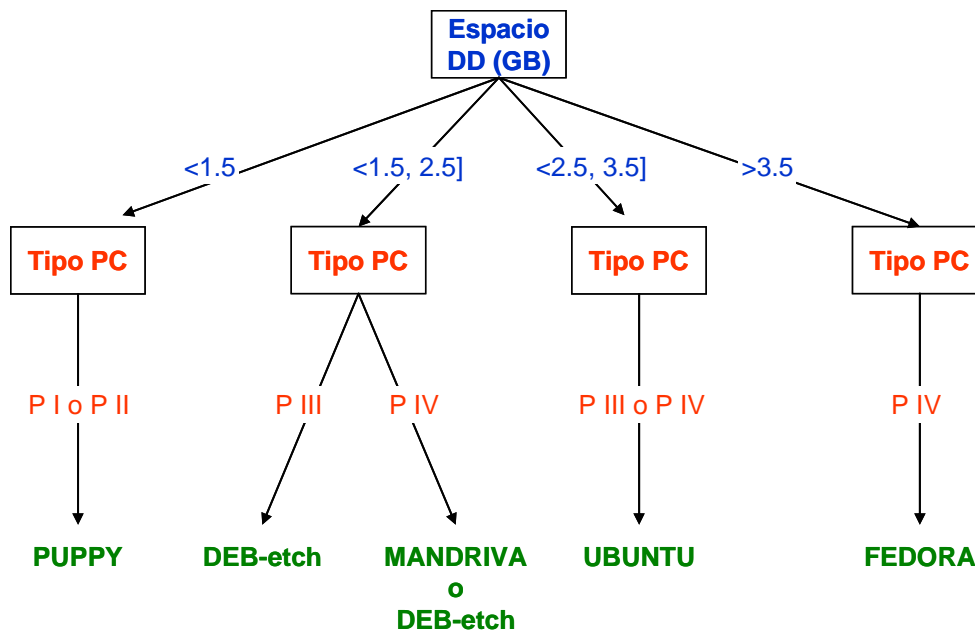 Espacio
DD (GB)
<1.5
<1.5, 2.5]
<2.5, 3.5]
>3.5
Tipo PC
Tipo PC
Tipo PC
Tipo PC
P I o P II
P III
P IV
P III o P IV
P IV
PUPPY
DEB-etch
MANDRIVA
o
DEB-etch
UBUNTU
FEDORA